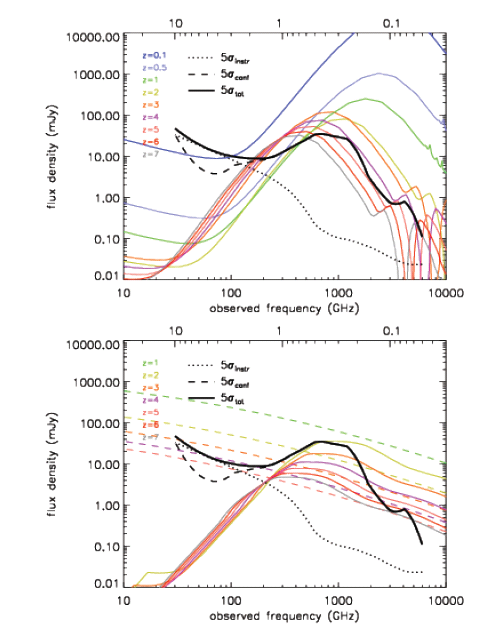 10 1 0.1
10000.00
z=0.1 5σinstr
z=0.5 5σconf
z=1 5σtot
z=2
z=3
z=4
z=5
z=6
z=7
1000.00
100.00
10.00
1.00
0.10
0.01
flux density (mJy)
10 100 1000 10000
observed frequency (GHz)
10 1 0.1
10000.00
z=1 5σinstr
z=2 5σconf
z=3 5σtot
z=4
z=5
z=6
z=7
1000.00
100.00
10.00
1.00
0.10
0.01
flux density (mJy)
10 100 1000 10000
observed frequency (GHz)